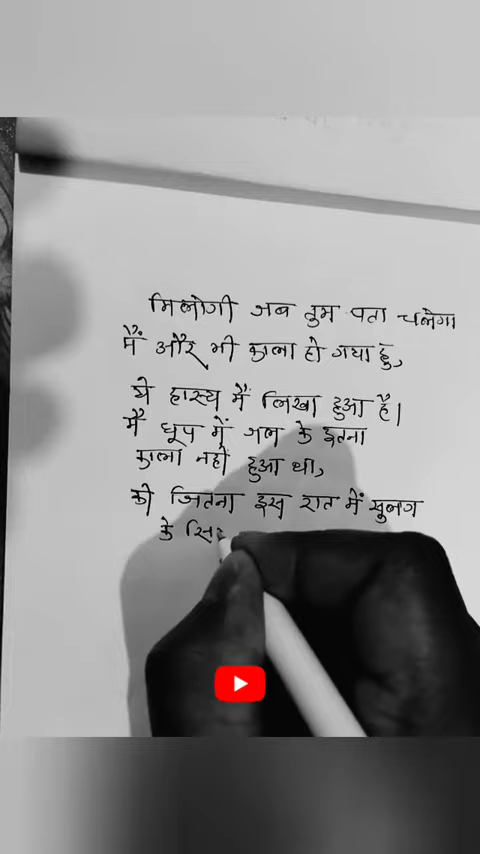 मिलोगी जब तुम पता चलेगा
मैं और भी काला हो गया हूं,
ये हास्य में लिखा हुआ है।
मैं धूप में जल के इतना
काला नहीं हुआ था,
की जितना इस रात में सुलग
के